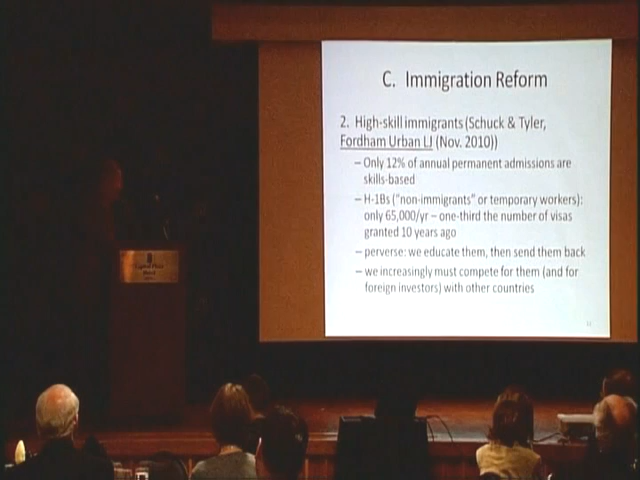 C. Immigration Reform
2. High-skill immigrants (Schuck & Tyler,
Fordham Urban LJ (Nov. 2010))
– Only 12% of annual permanent admissions are
skills-based
– H-1Bs ("non-immigrants" or temporary workers):
only 65,000/yr – one-third the number of visas
granted 10 years ago
– perverse: we educate them, then send them back
– we increasingly must compete for them (and for
foreign investors) with other countries